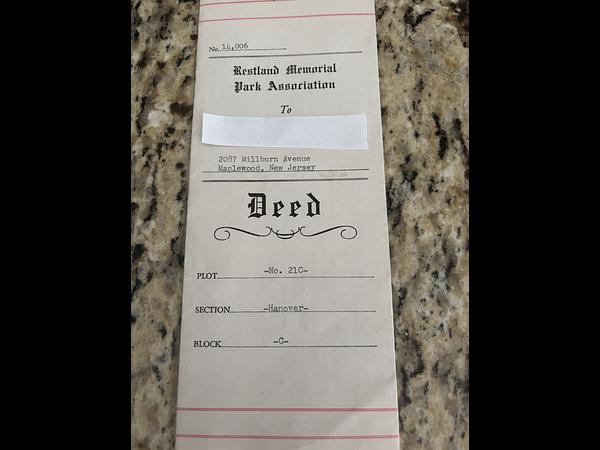 No. 14,006
Restland Memorial
Park Association
To
2087 Millburn Avenue
Maplewood, New Jersey
Deed
PLOT -No. 21C-
SECTION -Hanover-
BLOCK -C-